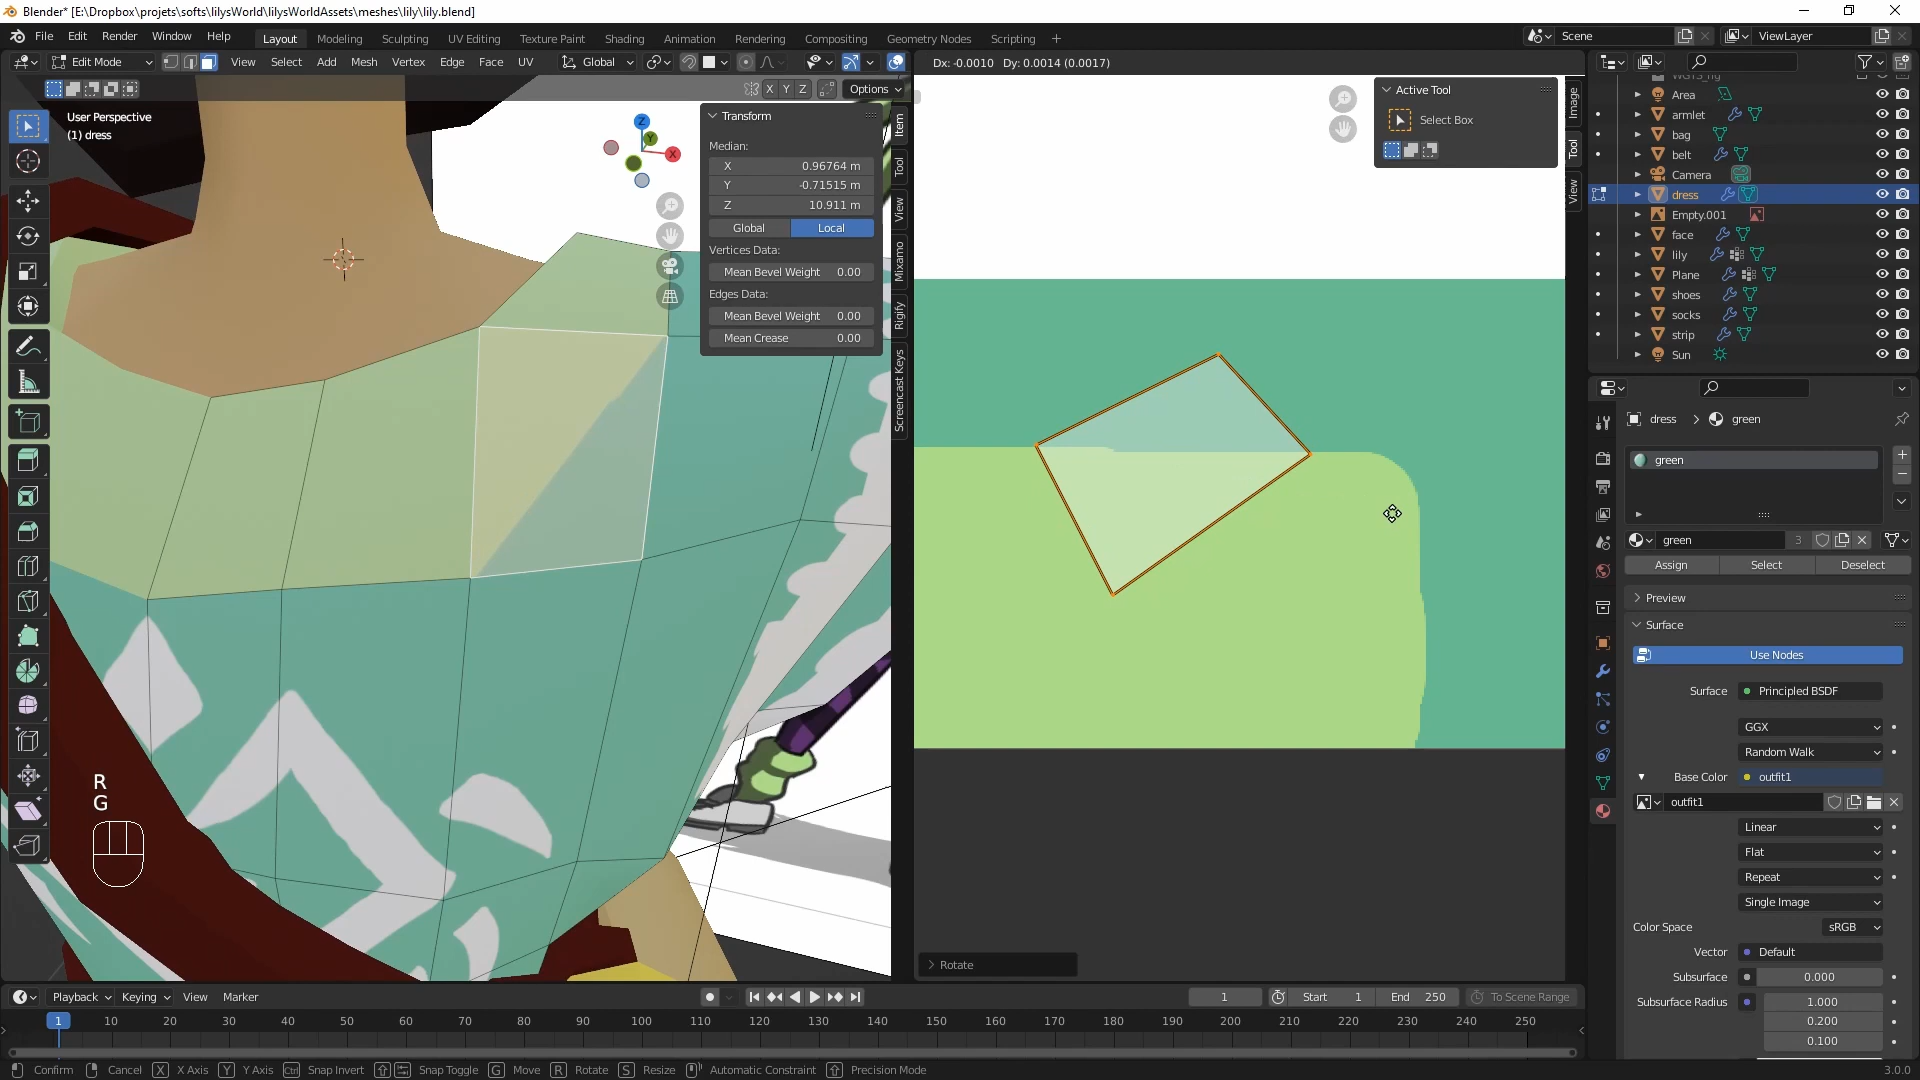 Blender* [E:\Dropbox\projets\softs\lilysWorld\lilysWorldAssets\meshes\lily\lily.blend]
File Edit Render Window Help Layout Modeling Sculpting UV Editing Texture Paint Shading Animation Rendering Compositing Geometry Nodes Scripting + Scene ViewLayer
Edit Mode View Select Add Mesh Vertex Edge Face UV Global Dx: -0.0010 Dy: 0.0014 (0.0017)
X Y Z Options
User Perspective
(1) dress
Transform
Median:
X 0.96764 m
Y -0.71515 m
Z 10.911 m
Global Local
Vertices Data:
Mean Bevel Weight 0.00
Edges Data:
Mean Bevel Weight 0.00
Mean Crease 0.00
Z
Y
X
Item
Tool
View
Mixamo
Rigify
Screencast Keys
R
G
Active Tool
Select Box
Image
Tool
View
Rotate
WGTS_rig
Area
armlet
bag
belt
Camera
dress
Empty.001
face
lily
Plane
shoes
socks
strip
Sun
dress > green
green
green 3
Assign Select Deselect
Preview
Surface
Use Nodes
Surface Principled BSDF
GGX
Random Walk
Base Color outfit1
outfit1
Linear
Flat
Repeat
Single Image
Color Space sRGB
Vector Default
Subsurface 0.000
Subsurface Radius 1.000
0.200
0.100
Playback Keying View Marker 1 Start 1 End 250 To Scene Range
1 10 20 30 40 50 60 70 80 90 100 110 120 130 140 150 160 170 180 190 200 210 220 230 240 250
Confirm Cancel X X Axis Y Y Axis Ctrl Snap Invert Snap Toggle G Move R Rotate S Resize Automatic Constraint Precision Mode 3.0.0